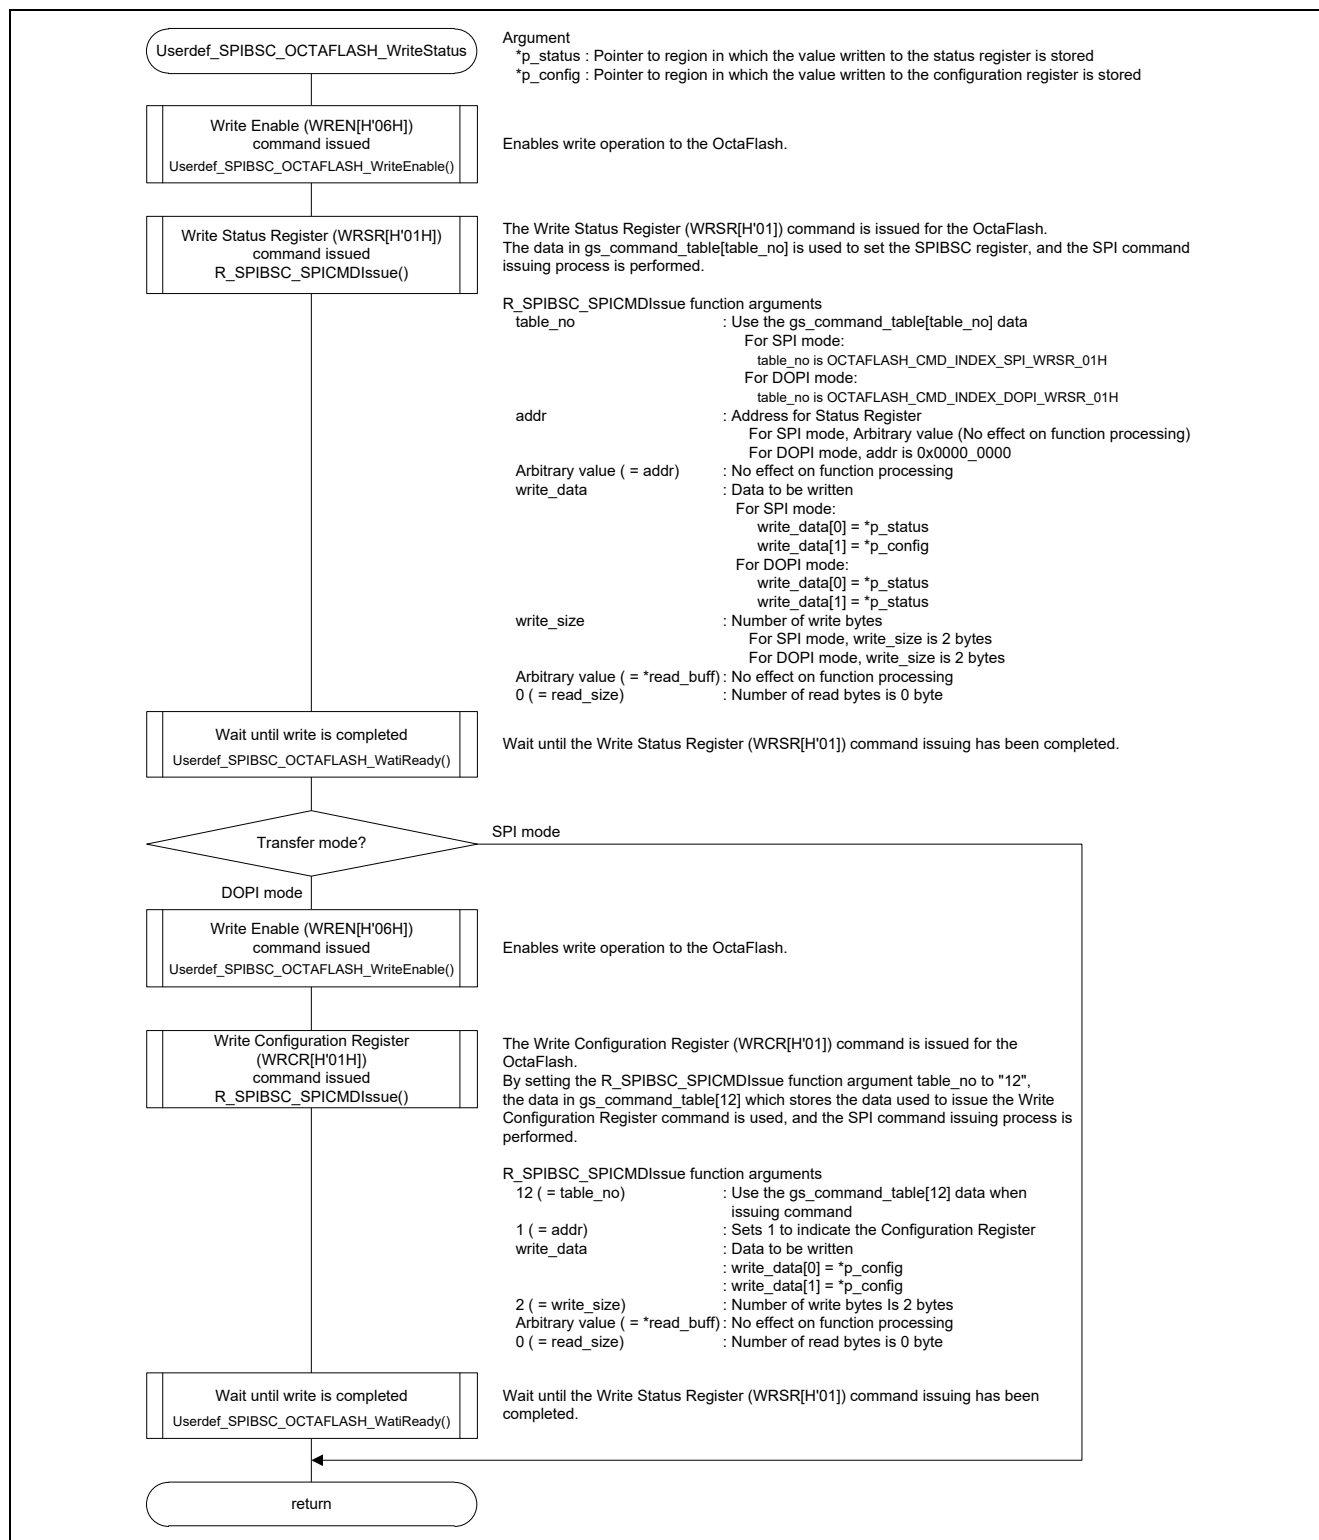 Userdef_SPIBSC_OCTAFLASH_WriteStatus
Argument
*p_status : Pointer to region in which the value written to the status register is stored
*p_config : Pointer to region in which the value written to the configuration register is stored
Write Enable (WREN[H'06H])
command issued
Userdef_SPIBSC_OCTAFLASH_WriteEnable()
Enables write operation to the OctaFlash.
Write Status Register (WRSR[H'01H])
command issued
R_SPIBSC_SPICMDIssue()
The Write Status Register (WRSR[H'01]) command is issued for the OctaFlash.
The data in gs_command_table[table_no] is used to set the SPIBSC register, and the SPI command
issuing process is performed.
R_SPIBSC_SPICMDIssue function arguments
table_no : Use the gs_command_table[table_no] data
For SPI mode:
table_no is OCTAFLASH_CMD_INDEX_SPI_WRSR_01H
For DOPI mode:
table_no is OCTAFLASH_CMD_INDEX_DOPI_WRSR_01H
addr : Address for Status Register
For SPI mode, Arbitrary value (No effect on function processing)
For DOPI mode, addr is 0x0000_0000
Arbitrary value ( = addr) : No effect on function processing
write_data : Data to be written
For SPI mode:
write_data[0] = *p_status
write_data[1] = *p_config
For DOPI mode:
write_data[0] = *p_status
write_data[1] = *p_status
write_size : Number of write bytes
For SPI mode, write_size is 2 bytes
For DOPI mode, write_size is 2 bytes
Arbitrary value ( = *read_buff) : No effect on function processing
0 ( = read_size) : Number of read bytes is 0 byte
Wait until write is completed
Userdef_SPIBSC_OCTAFLASH_WatiReady()
Wait until the Write Status Register (WRSR[H'01]) command issuing has been completed.
Transfer mode?
SPI mode
DOPI mode
Write Enable (WREN[H'06H])
command issued
Userdef_SPIBSC_OCTAFLASH_WriteEnable()
Enables write operation to the OctaFlash.
Write Configuration Register
(WRCR[H'01H])
command issued
R_SPIBSC_SPICMDIssue()
The Write Configuration Register (WRCR[H'01]) command is issued for the
OctaFlash.
By setting the R_SPIBSC_SPICMDIssue function argument table_no to "12",
the data in gs_command_table[12] which stores the data used to issue the Write
Configuration Register command is used, and the SPI command issuing process is
performed.
R_SPIBSC_SPICMDIssue function arguments
12 ( = table_no) : Use the gs_command_table[12] data when
issuing command
1 ( = addr) : Sets 1 to indicate the Configuration Register
write_data : Data to be written
: write_data[0] = *p_config
: write_data[1] = *p_config
2 ( = write_size) : Number of write bytes Is 2 bytes
Arbitrary value ( = *read_buff) : No effect on function processing
0 ( = read_size) : Number of read bytes is 0 byte
Wait until write is completed
Userdef_SPIBSC_OCTAFLASH_WatiReady()
Wait until the Write Status Register (WRSR[H'01]) command issuing has been
completed.
return